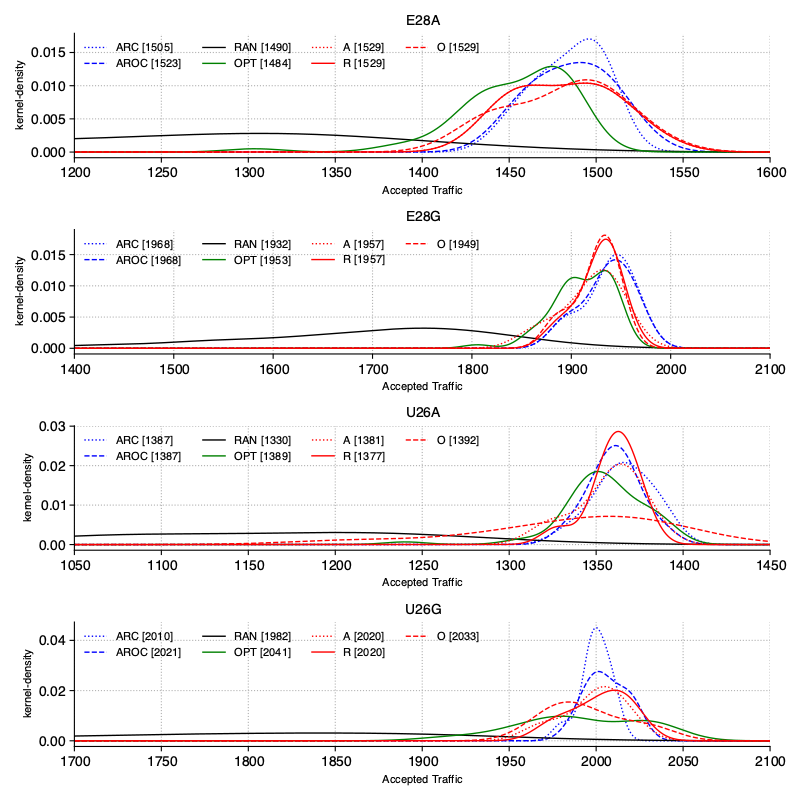 E28A
ARC [1505] RAN [1490] A [1529] O [1529]
AROC [1523] OPT [1484] R [1529]
kernel-density
0.015
0.010
0.005
0.000
1200 1250 1300 1350 1400 1450 1500 1550 1600
Accepted Traffic
E28G
ARC [1968] RAN [1932] A [1957] O [1949]
AROC [1968] OPT [1953] R [1957]
kernel-density
0.015
0.010
0.005
0.000
1400 1500 1600 1700 1800 1900 2000 2100
Accepted Traffic
U26A
ARC [1387] RAN [1330] A [1381] O [1392]
AROC [1387] OPT [1389] R [1377]
kernel-density
0.03
0.02
0.01
0.00
1050 1100 1150 1200 1250 1300 1350 1400 1450
Accepted Traffic
U26G
ARC [2010] RAN [1982] A [2020] O [2033]
AROC [2021] OPT [2041] R [2020]
kernel-density
0.04
0.02
0.00
1700 1750 1800 1850 1900 1950 2000 2050 2100
Accepted Traffic